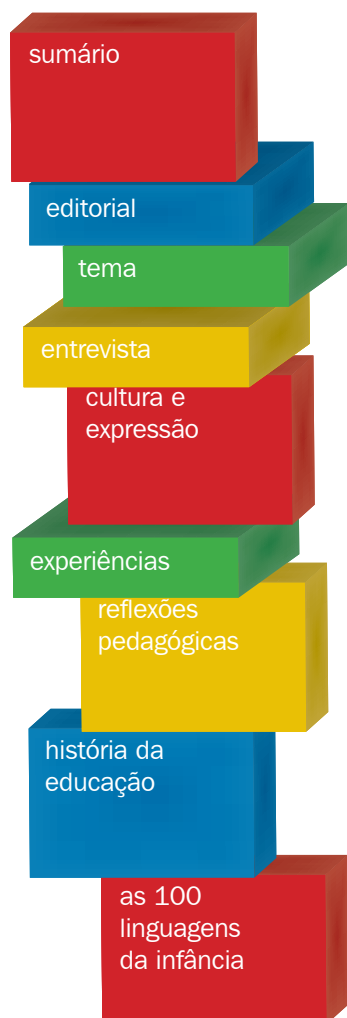 sumário
editorial
tema
entrevista
cultura e
expressão
experiências
reflexões
pedagógicas
história da
educação
as 100
linguagens
da infância